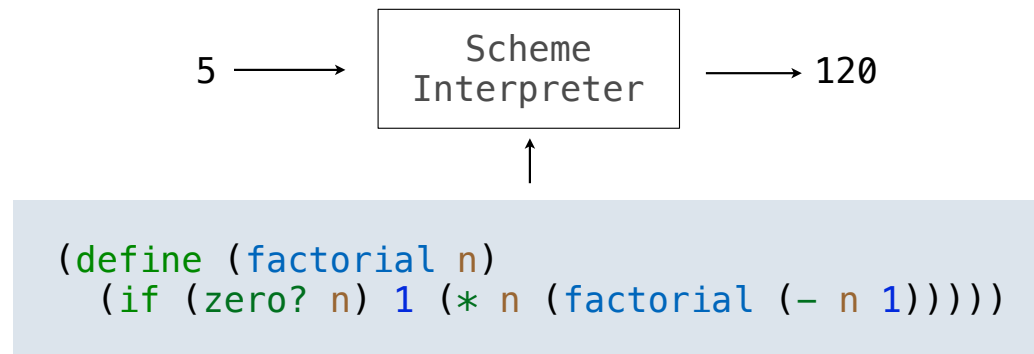 5
Scheme
Interpreter
120
(define (factorial n)
  (if (zero? n) 1 (* n (factorial (- n 1)))))